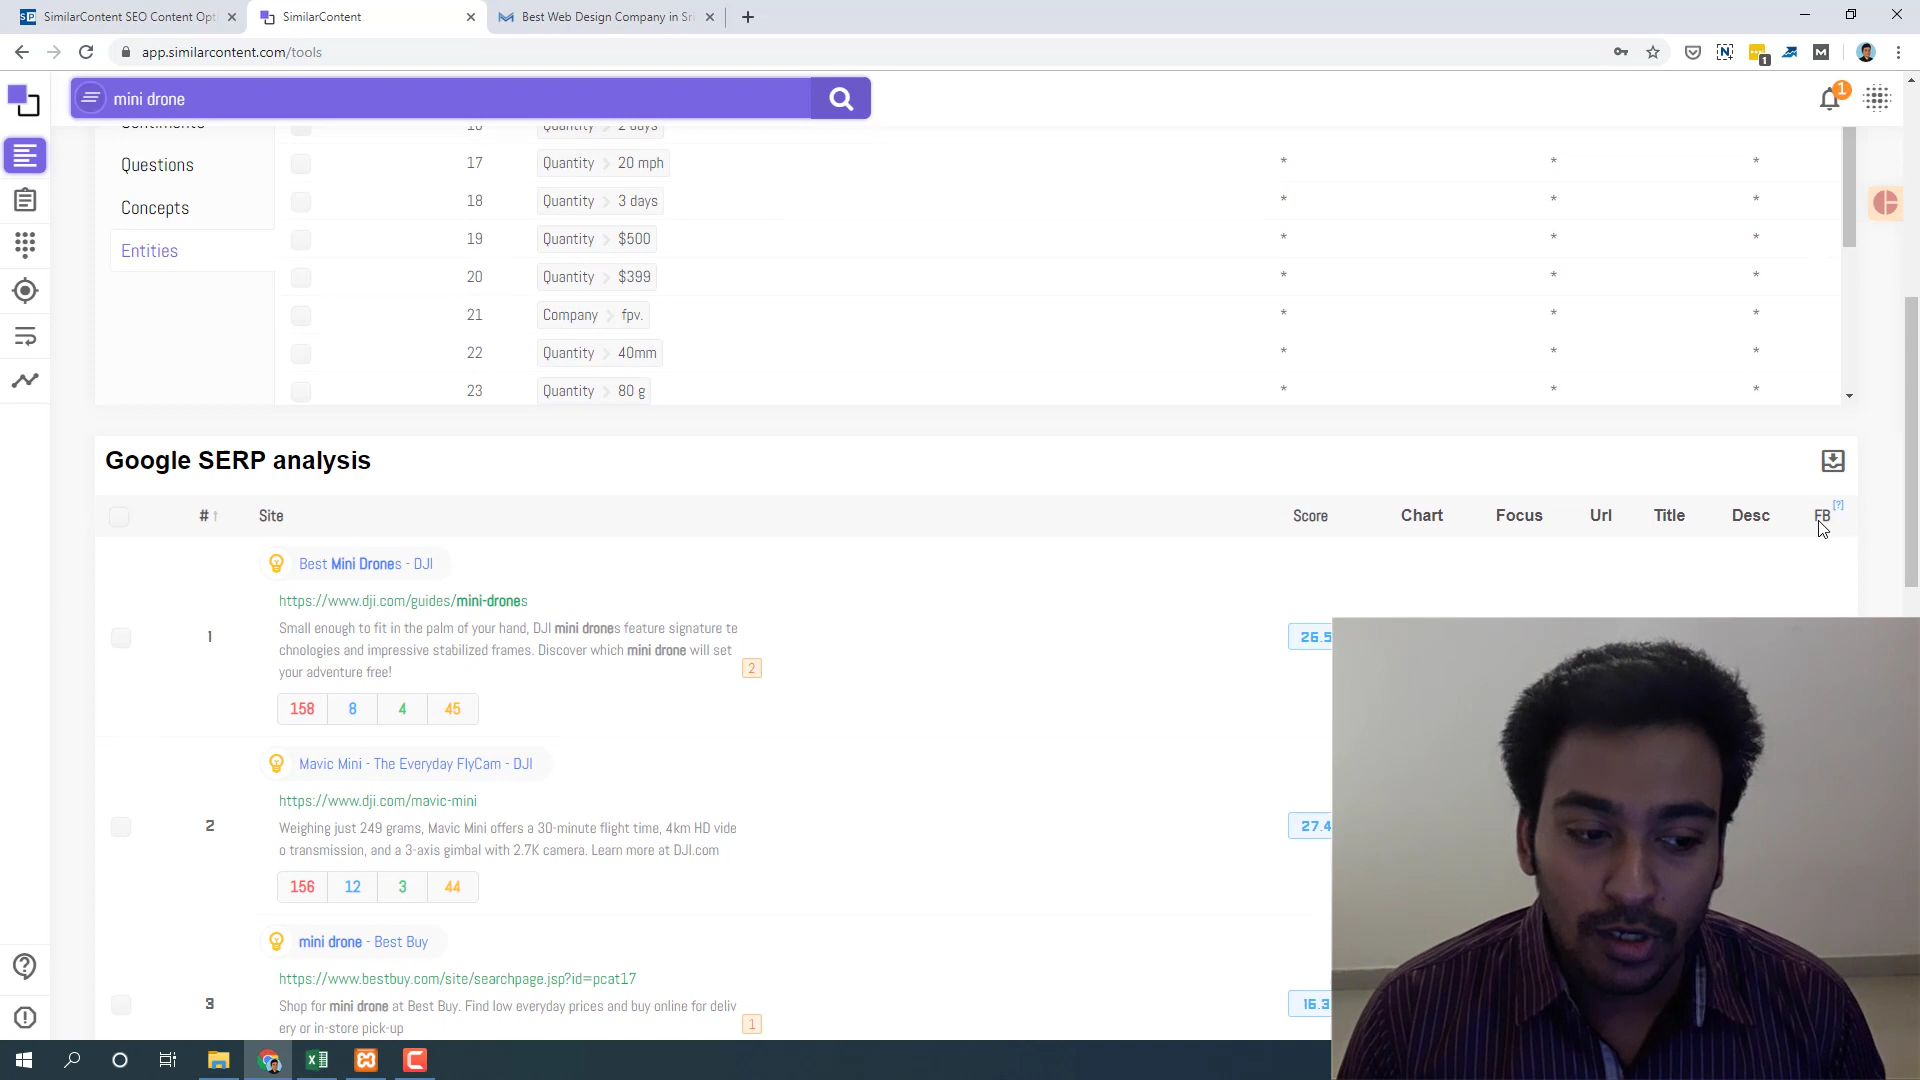 SimilarContent SEO Content Opt
SimilarContent
Best Web Design Company in Sri
app.similarcontent.com/tools
1
M
mini drone
1
Questions
Concepts
Entities
16 Quantity 2 days
17 Quantity 20 mph * * *
18 Quantity 3 days * * *
19 Quantity $500 * * *
20 Quantity $399 * * *
21 Company fpv. * * *
22 Quantity 40mm * * *
23 Quantity 80 g * * *
Google SERP analysis
# Site Score Chart Focus Url Title Desc FB [?]
Best Mini Drones - DJI
https://www.dji.com/guides/mini-drones
1
Small enough to fit in the palm of your hand, DJI mini drones feature signature te
chnologies and impressive stabilized frames. Discover which mini drone will set
your adventure free!
2
26.5
158 8 4 45
Mavic Mini - The Everyday FlyCam - DJI
https://www.dji.com/mavic-mini
2
Weighing just 249 grams, Mavic Mini offers a 30-minute flight time, 4km HD vide
o transmission, and a 3-axis gimbal with 2.7K camera. Learn more at DJI.com
27.4
156 12 3 44
mini drone - Best Buy
https://www.bestbuy.com/site/searchpage.jsp?id=pcat17
3
Shop for mini drone at Best Buy. Find low everyday prices and buy online for deliv
ery or in-store pick-up
1
16.3